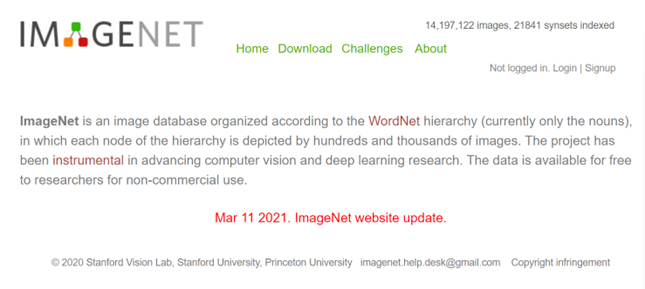 IMAGENET
14,197,122 images, 21841 synsets indexed
Home Download Challenges About
Not logged in. Login | Signup
ImageNet is an image database organized according to the WordNet hierarchy (currently only the nouns),
in which each node of the hierarchy is depicted by hundreds and thousands of images. The project has
been instrumental in advancing computer vision and deep learning research. The data is available for free
to researchers for non-commercial use.
Mar 11 2021. ImageNet website update.
© 2020 Stanford Vision Lab, Stanford University, Princeton University imagenet.help.desk@gmail.com Copyright infringement